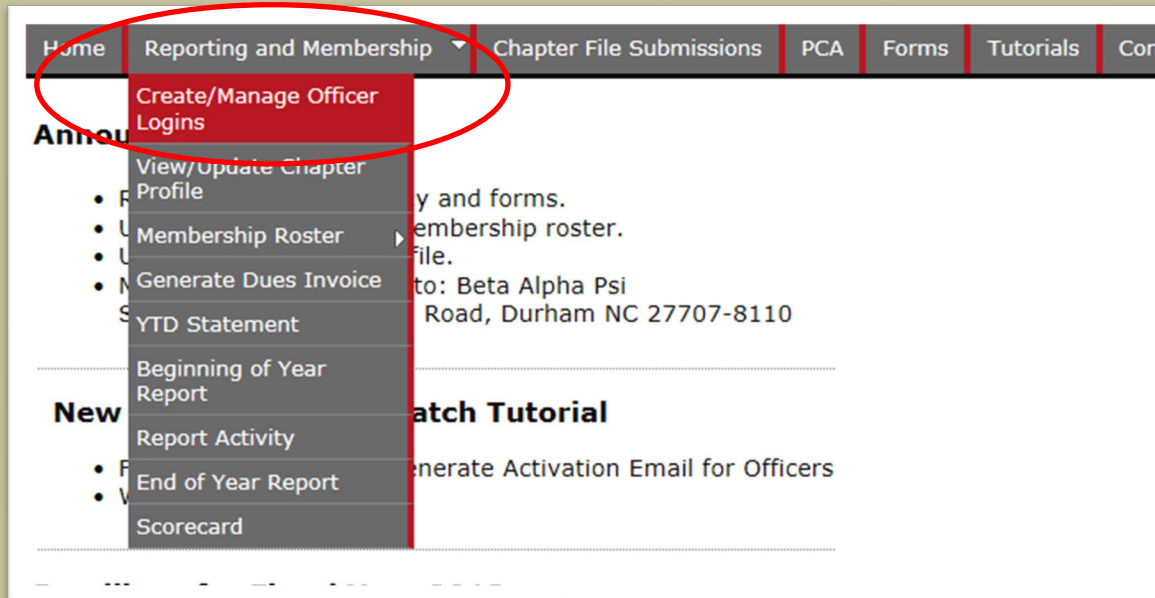 Home Reporting and Membership Chapter File Submissions PCA Forms Tutorials
Create/Manage Officer
Logins
View/Update Chapter
Profile
y and forms.
Membership Roster
embership roster.
file.
Generate Dues Invoice
to: Beta Alpha Psi
YTD Statement
Road, Durham NC 27707-8110
Beginning of Year
Report
New
atch Tutorial
Report Activity
enerate Activation Email for Officers
End of Year Report
Scorecard